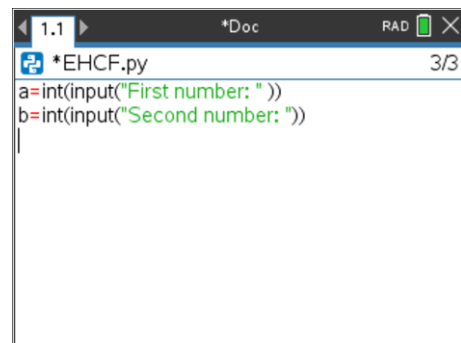 1.1 *Doc RAD
*EHCF.py 3/3
a=int(input("First number: " ))
b=int(input("Second number: "))